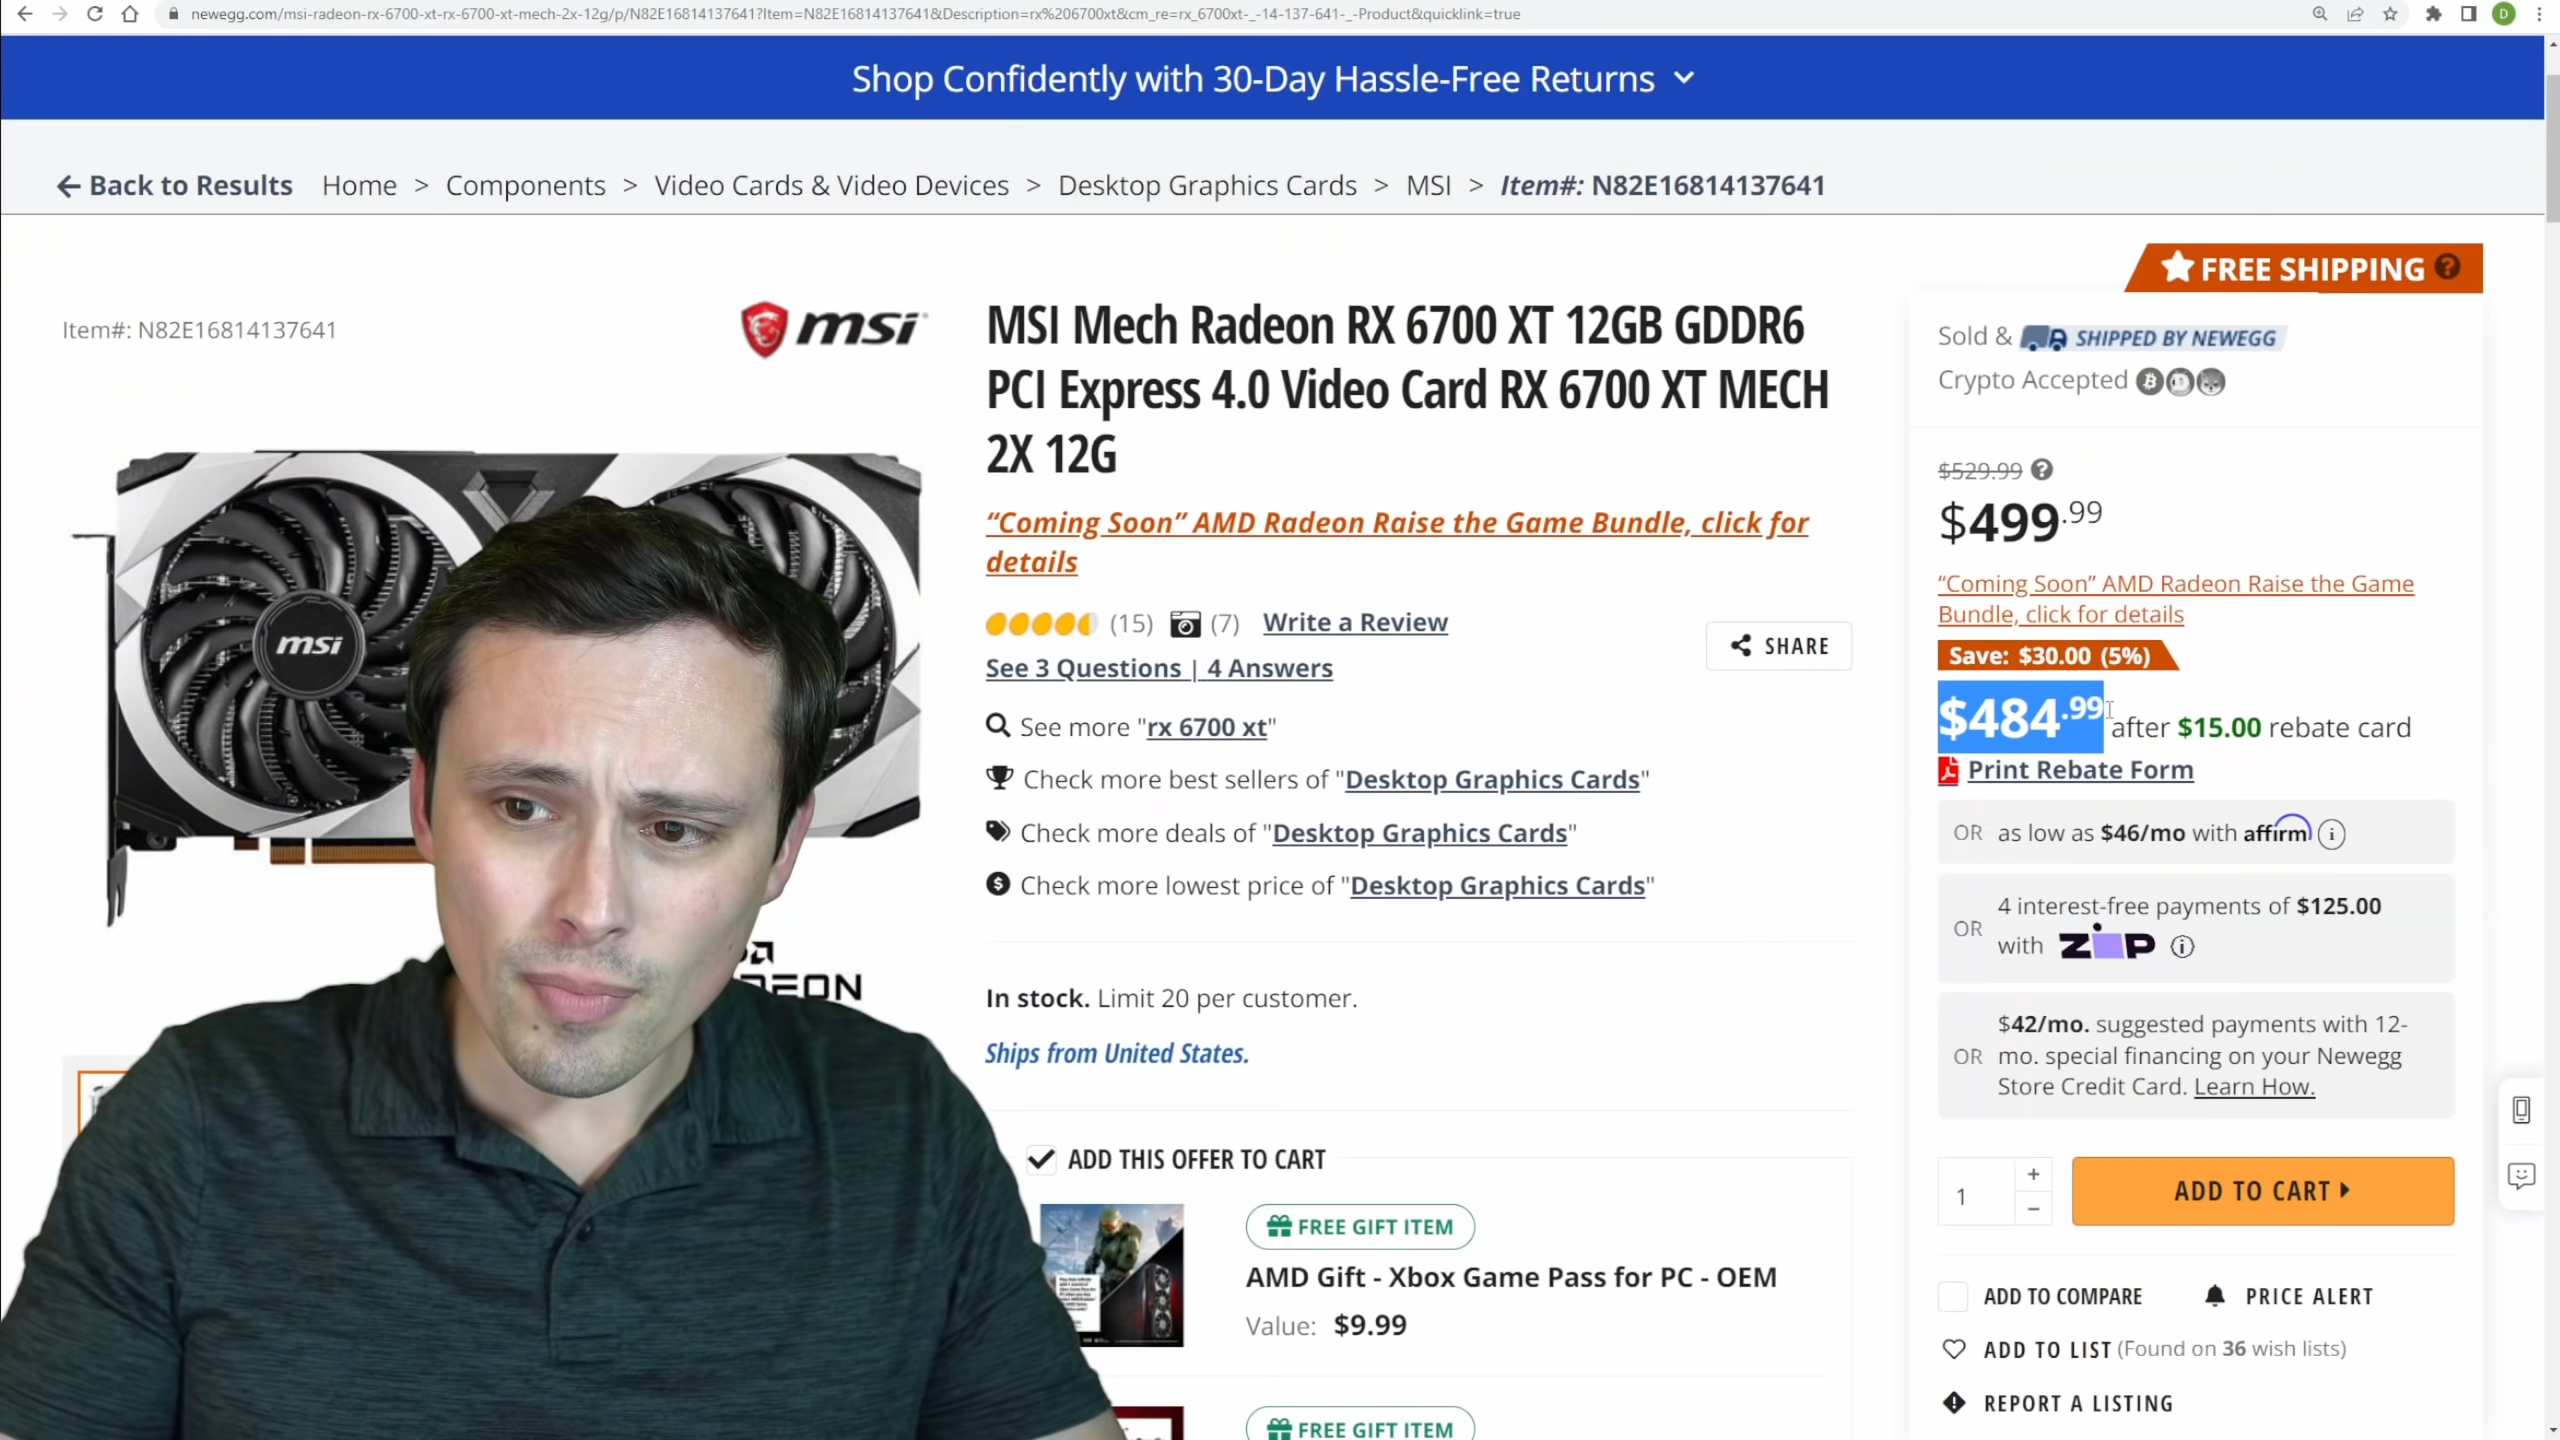 newegg.com/msi-radeon-rx-6700-xt-rx-6700-xt-mech-2x-12g/p/N82E16814137641?Item=N82E16814137641&Description=rx%206700xt&cm_re=rx_6700xt-_-14-137-641-_-Product&quicklink=true
D
Shop Confidently with 30-Day Hassle-Free Returns
Back to Results Home > Components > Video Cards & Video Devices > Desktop Graphics Cards > MSI > Item#: N82E16814137641
FREE SHIPPING
Item#: N82E16814137641
msi
msi
MSI Mech Radeon RX 6700 XT 12GB GDDR6
PCI Express 4.0 Video Card RX 6700 XT MECH
2X 12G
"Coming Soon" AMD Radeon Raise the Game Bundle, click for
details
(15) (7) Write a Review
See 3 Questions | 4 Answers
SHARE
See more "rx 6700 xt"
Check more best sellers of "Desktop Graphics Cards"
Check more deals of "Desktop Graphics Cards"
Check more lowest price of "Desktop Graphics Cards"
In stock. Limit 20 per customer.
Ships from United States.
ADD THIS OFFER TO CART
FREE GIFT ITEM
AMD Gift - Xbox Game Pass for PC - OEM
Value: $9.99
FREE GIFT ITEM
Sold & SHIPPED BY NEWEGG
Crypto Accepted
$529.99
$499.99
"Coming Soon" AMD Radeon Raise the Game
Bundle, click for details
Save: $30.00 (5%)
$484.99 after $15.00 rebate card
Print Rebate Form
OR as low as $46/mo with affirm
OR 4 interest-free payments of $125.00
with ZIP
OR $42/mo. suggested payments with 12-
mo. special financing on your Newegg
Store Credit Card. Learn How.
1 + −
ADD TO CART
ADD TO COMPARE PRICE ALERT
ADD TO LIST (Found on 36 wish lists)
REPORT A LISTING